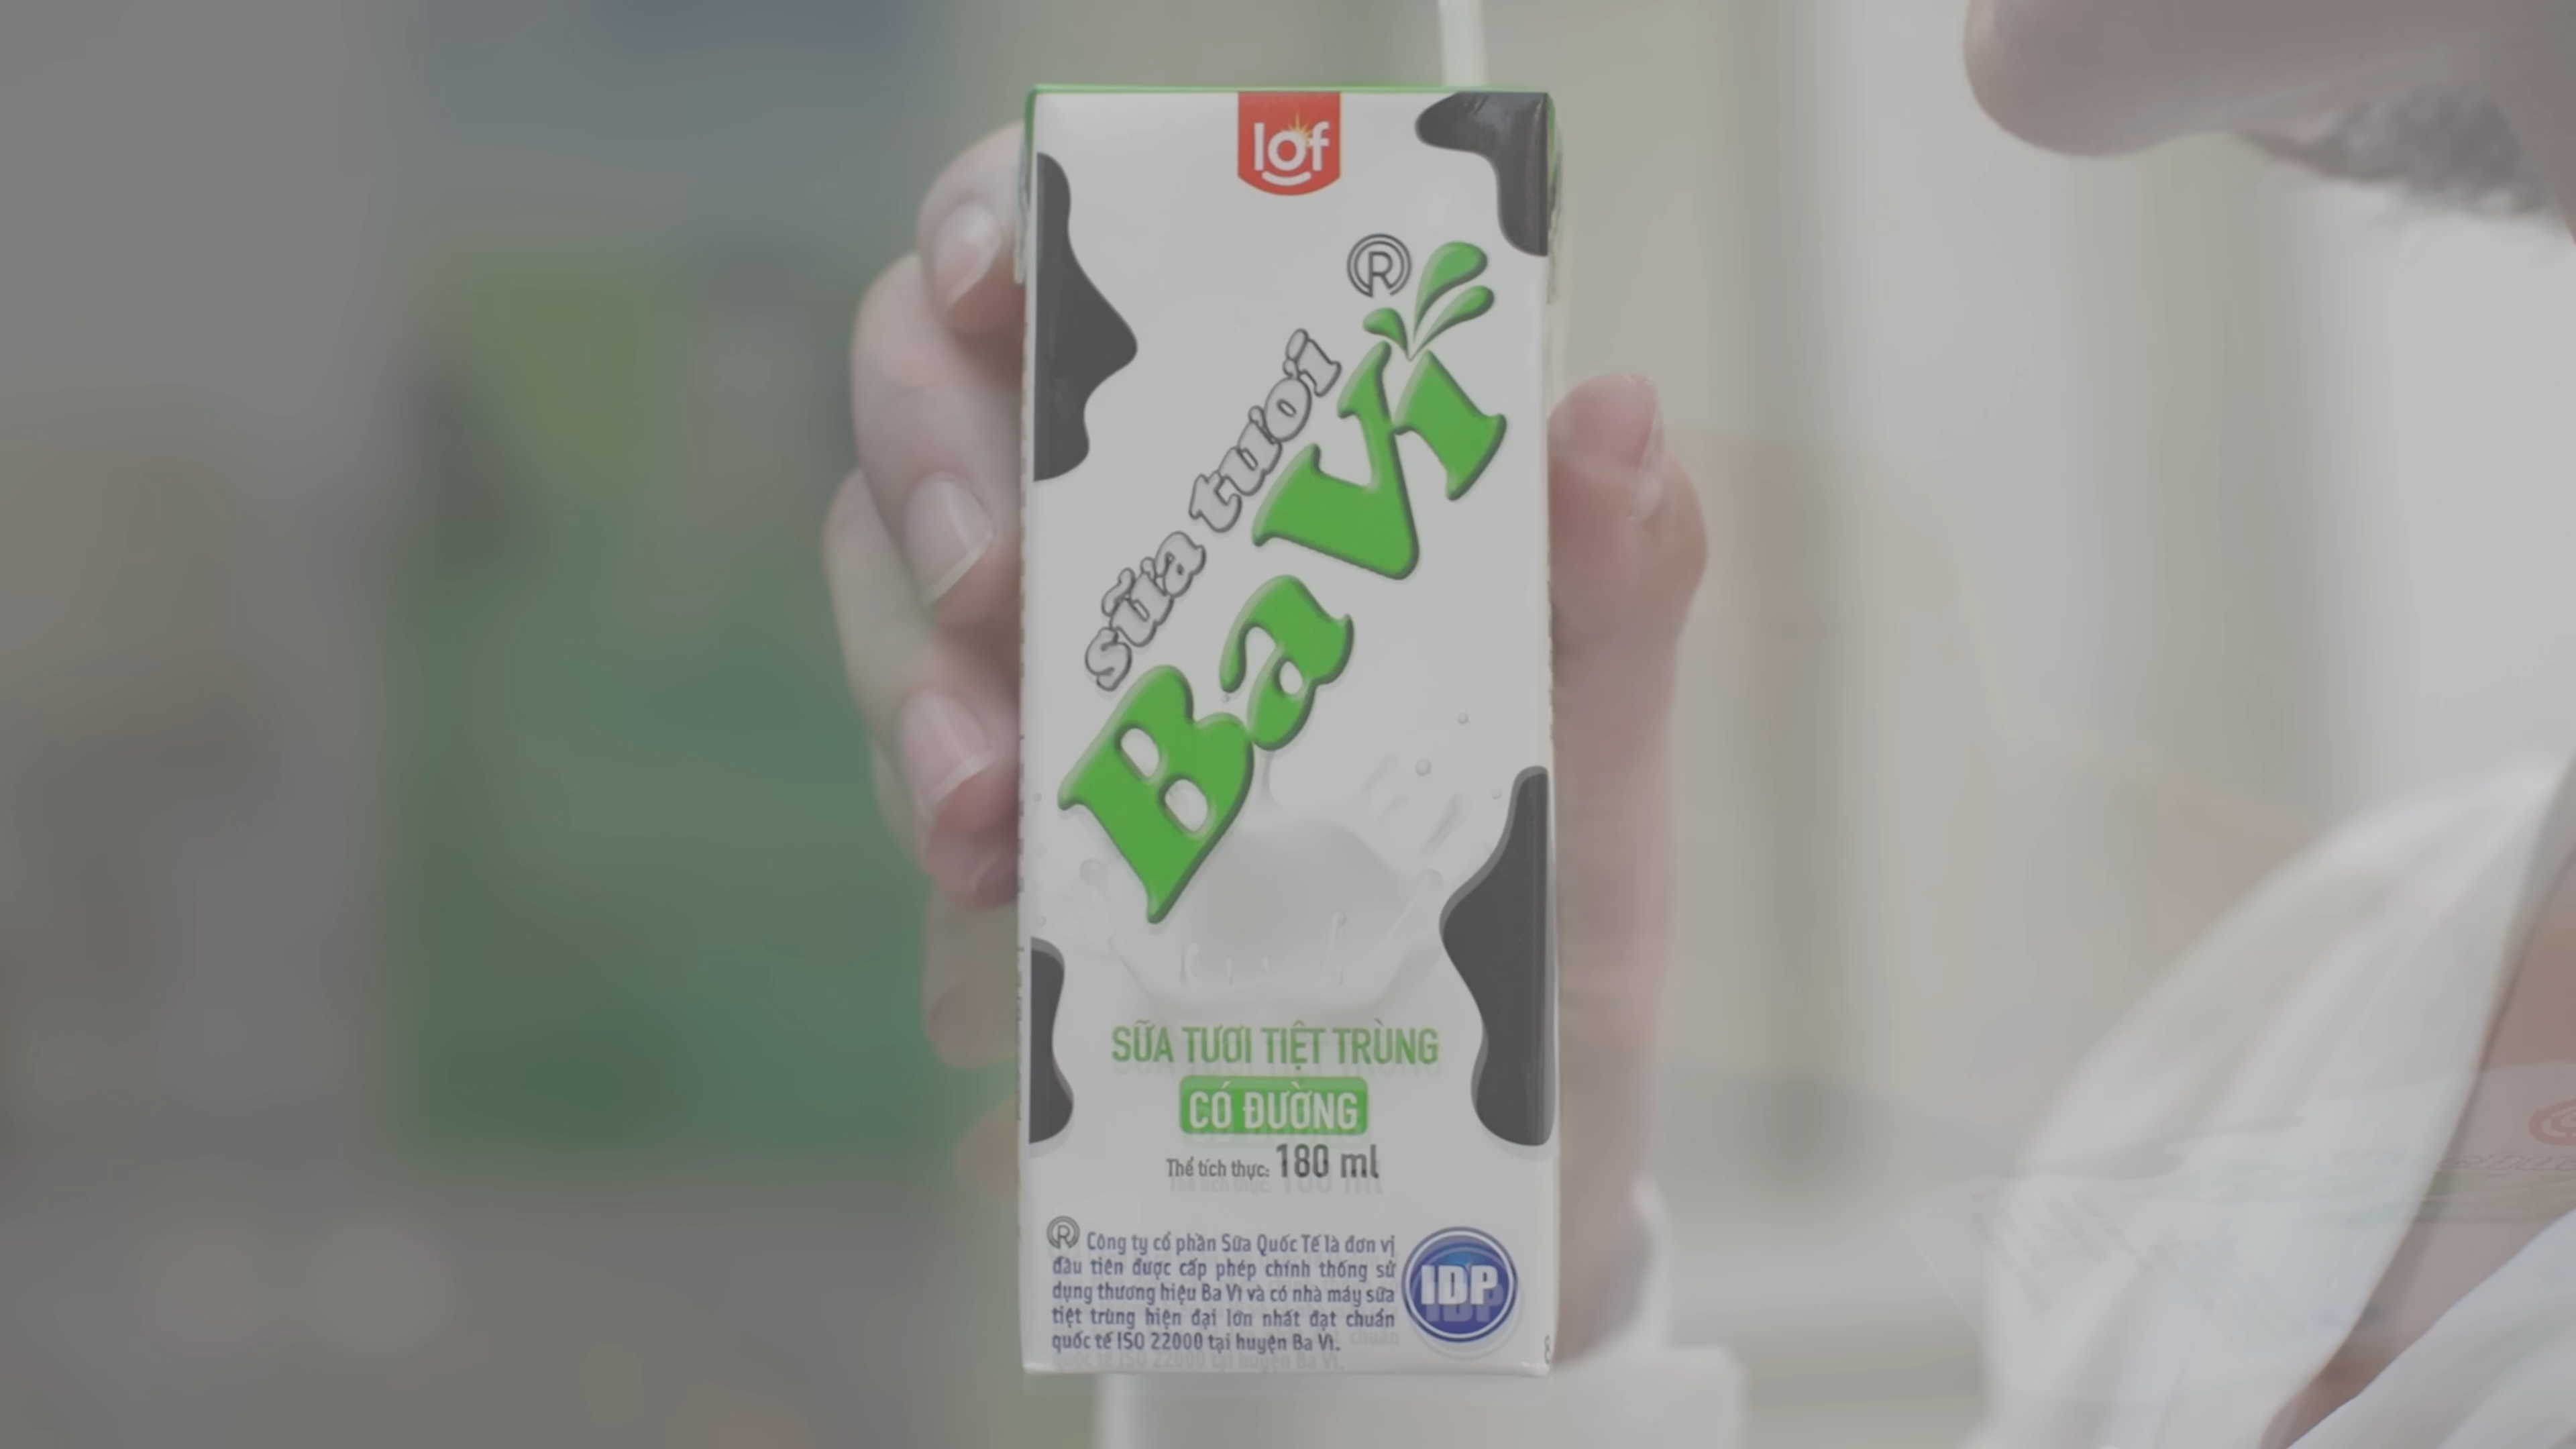 lof
®
sữa tươi
Ba Vì
SỮA TƯƠI TIỆT TRÙNG
CÓ ĐƯỜNG
Thể tích thực: 180 ml
® Công ty cổ phần Sữa Quốc Tế là đơn vị
đầu tiên được cấp phép chính thống sử
dụng thương hiệu Ba Vì và có nhà máy sữa
tiệt trùng hiện đại lớn nhất đạt chuẩn
quốc tế ISO 22000 tại huyện Ba Vì.
IDP